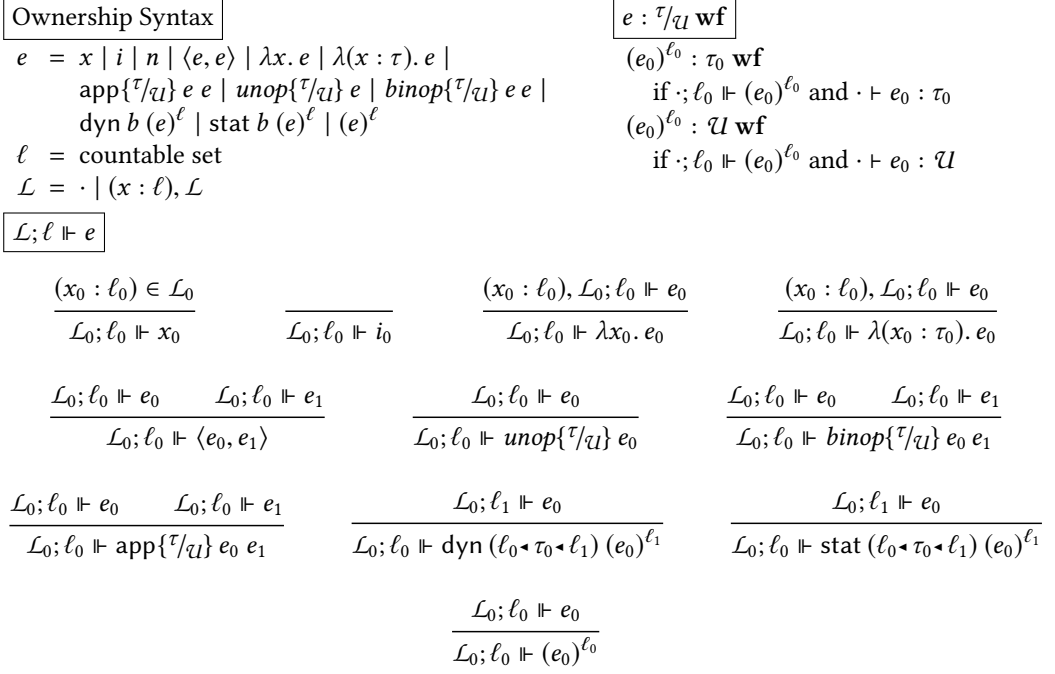 Ownership Syntax
e = x | i | n | ⟨e, e⟩ | λx. e | λ(x : τ). e |
app{τ/𝒰} e e | unop{τ/𝒰} e | binop{τ/𝒰} e e |
dyn b (e)^ℓ | stat b (e)^ℓ | (e)^ℓ
ℓ = countable set
ℒ = · | (x : ℓ), ℒ
e : τ/𝒰 wf
(e₀)^ℓ₀ : τ₀ wf
if ·; ℓ₀ ⊩ (e₀)^ℓ₀ and · ⊢ e₀ : τ₀
(e₀)^ℓ₀ : 𝒰 wf
if ·; ℓ₀ ⊩ (e₀)^ℓ₀ and · ⊢ e₀ : 𝒰
ℒ; ℓ ⊩ e
(x₀ : ℓ₀) ∈ ℒ₀
ℒ₀; ℓ₀ ⊩ x₀
ℒ₀; ℓ₀ ⊩ i₀
(x₀ : ℓ₀), ℒ₀; ℓ₀ ⊩ e₀
ℒ₀; ℓ₀ ⊩ λx₀. e₀
(x₀ : ℓ₀), ℒ₀; ℓ₀ ⊩ e₀
ℒ₀; ℓ₀ ⊩ λ(x₀ : τ₀). e₀
ℒ₀; ℓ₀ ⊩ e₀ ℒ₀; ℓ₀ ⊩ e₁
ℒ₀; ℓ₀ ⊩ ⟨e₀, e₁⟩
ℒ₀; ℓ₀ ⊩ e₀
ℒ₀; ℓ₀ ⊩ unop{τ/𝒰} e₀
ℒ₀; ℓ₀ ⊩ e₀ ℒ₀; ℓ₀ ⊩ e₁
ℒ₀; ℓ₀ ⊩ binop{τ/𝒰} e₀ e₁
ℒ₀; ℓ₀ ⊩ e₀ ℒ₀; ℓ₀ ⊩ e₁
ℒ₀; ℓ₀ ⊩ app{τ/𝒰} e₀ e₁
ℒ₀; ℓ₁ ⊩ e₀
ℒ₀; ℓ₀ ⊩ dyn (ℓ₀◂τ₀◂ℓ₁) (e₀)^ℓ₁
ℒ₀; ℓ₁ ⊩ e₀
ℒ₀; ℓ₀ ⊩ stat (ℓ₀◂τ₀◂ℓ₁) (e₀)^ℓ₁
ℒ₀; ℓ₀ ⊩ e₀
ℒ₀; ℓ₀ ⊩ (e₀)^ℓ₀